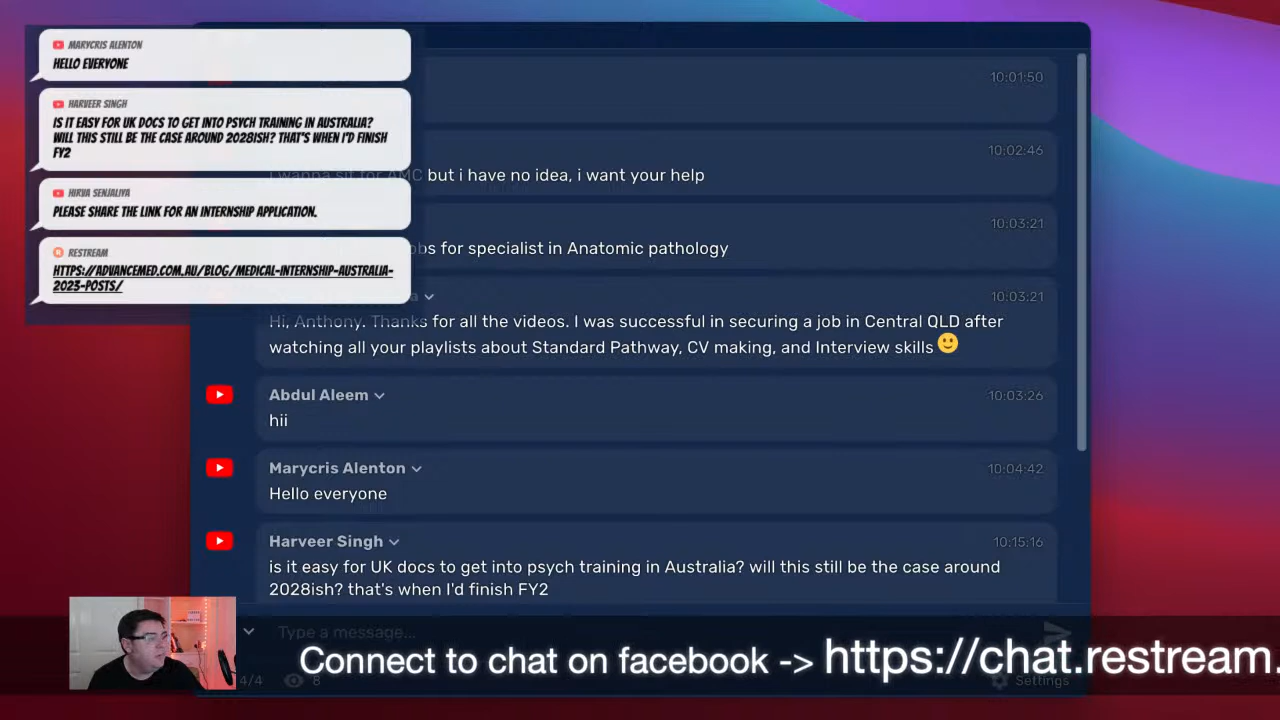 MARYCRIS ALENTON
HELLO EVERYONE
HARVEER SINGH
IS IT EASY FOR UK DOCS TO GET INTO PSYCH TRAINING IN AUSTRALIA?
WILL THIS STILL BE THE CASE AROUND 2028ISH? THAT'S WHEN I'D FINISH
FY2
HIRVA SENJALIYA
PLEASE SHARE THE LINK FOR AN INTERNSHIP APPLICATION.
RESTREAM
HTTPS://ADVANCEMED.COM.AU/BLOG/MEDICAL-INTERNSHIP-AUSTRALIA-
2023-POSTS/
10:01:50
10:02:46
i wanna sit for AMC but i have no idea, i want your help
10:03:21
for specialist in Anatomic pathology
10:03:21
Hi, Anthony. Thanks for all the videos. I was successful in securing a job in Central QLD after
watching all your playlists about Standard Pathway, CV making, and Interview skills 🙂
Abdul Aleem
10:03:26
hii
Marycris Alenton
10:04:42
Hello everyone
Harveer Singh
10:15:16
is it easy for UK docs to get into psych training in Australia? will this still be the case around
2028ish? that's when I'd finish FY2
Type a message...
Connect to chat on facebook -> https://chat.restream.
4/4
8
Settings